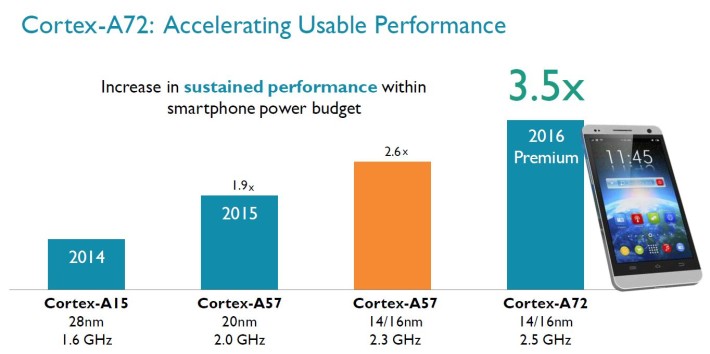 Cortex-A72: Accelerating Usable Performance
Increase in sustained performance within
smartphone power budget
3.5x
2.6x
1.9x
2014
2015
2016
Premium
11:45
Cortex-A15
28nm
1.6 GHz
Cortex-A57
20nm
2.0 GHz
Cortex-A57
14/16nm
2.3 GHz
Cortex-A72
14/16nm
2.5 GHz